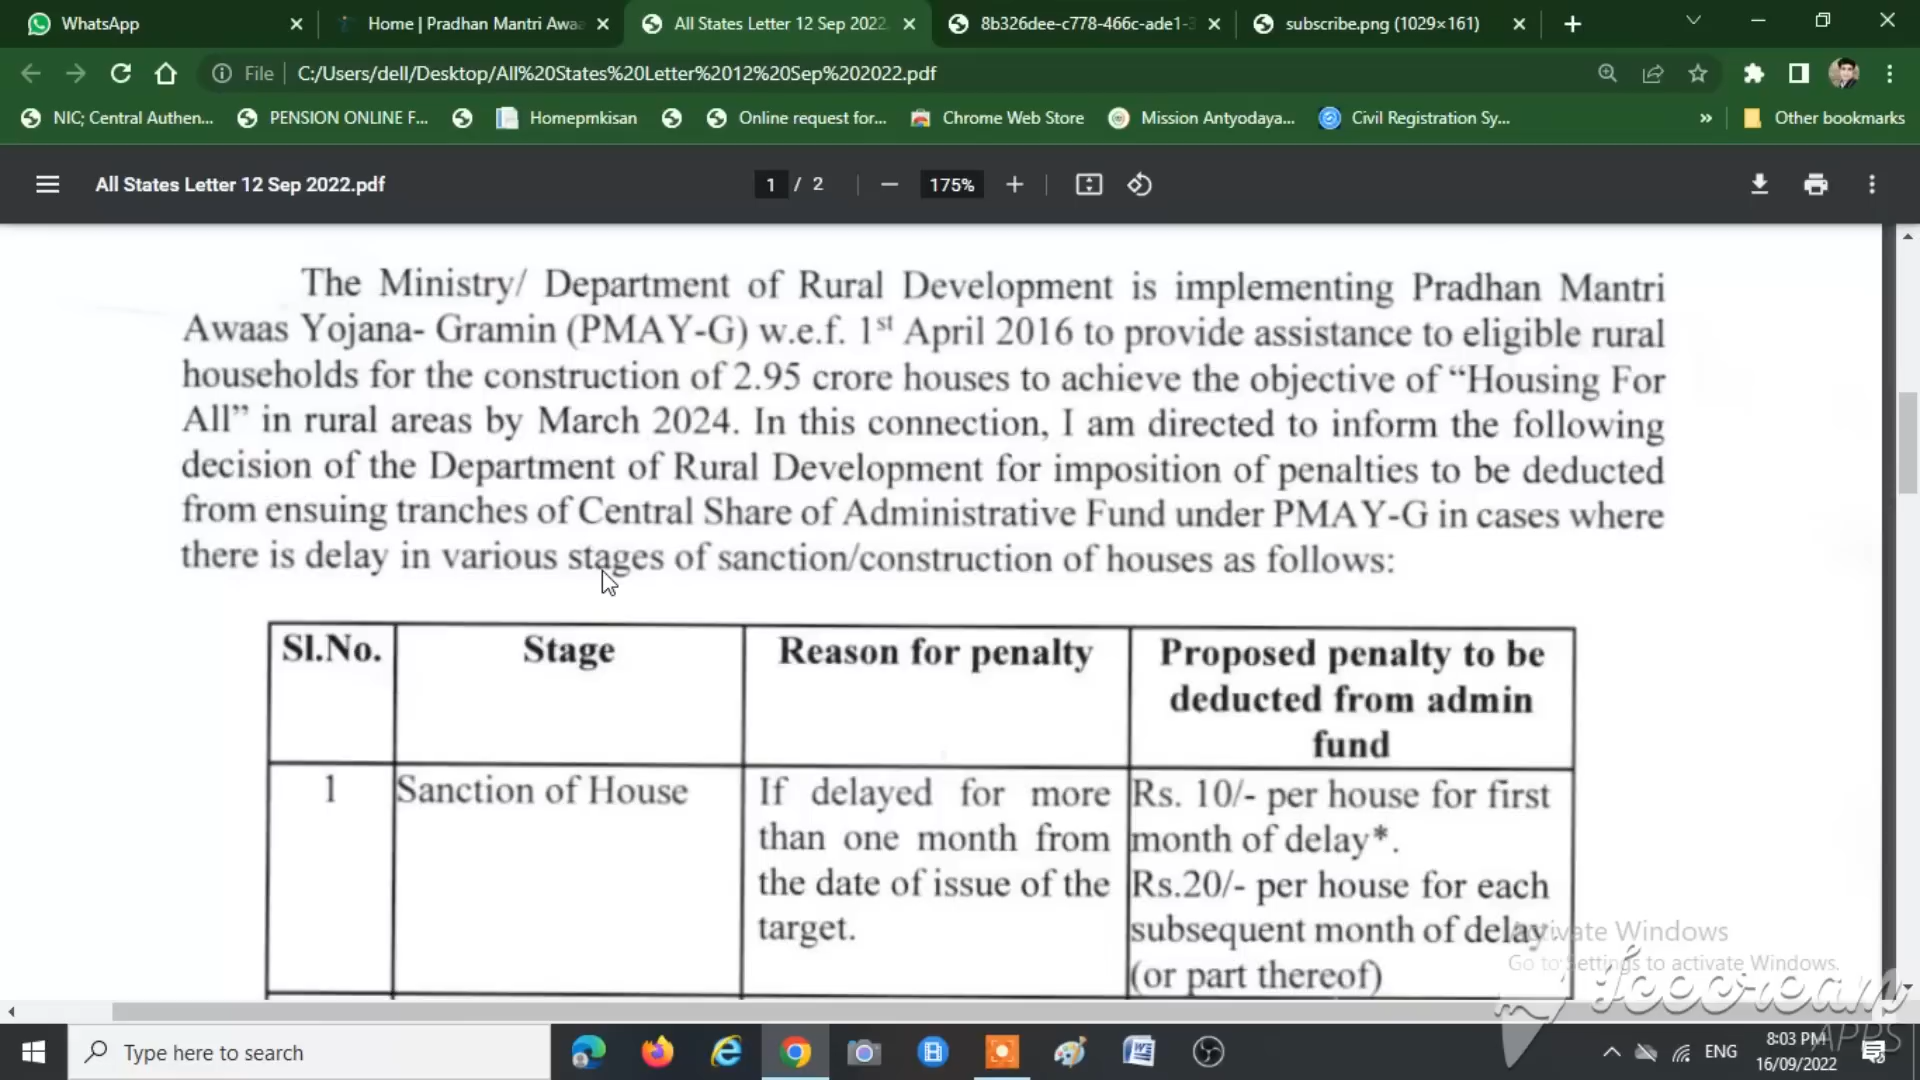 WhatsApp
Home | Pradhan Mantri Awaa
All States Letter 12 Sep 2022
8b326dee-c778-466c-ade1-3
subscribe.png (1029×161)
File
C:/Users/dell/Desktop/All%20States%20Letter%2012%20Sep%202022.pdf
NIC; Central Authen...
PENSION ONLINE F...
Homepmkisan
Online request for...
Chrome Web Store
Mission Antyodaya...
Civil Registration Sy...
»
Other bookmarks
All States Letter 12 Sep 2022.pdf
1 / 2
175%
The Ministry/ Department of Rural Development is implementing Pradhan Mantri
Awaas Yojana- Gramin (PMAY-G) w.e.f. 1st April 2016 to provide assistance to eligible rural
households for the construction of 2.95 crore houses to achieve the objective of “Housing For
All” in rural areas by March 2024. In this connection, I am directed to inform the following
decision of the Department of Rural Development for imposition of penalties to be deducted
from ensuing tranches of Central Share of Administrative Fund under PMAY-G in cases where
there is delay in various stages of sanction/construction of houses as follows:
Sl.No.
Stage
Reason for penalty
Proposed penalty to be
deducted from admin
fund
1
Sanction of House
If delayed for more
than one month from
the date of issue of the
target.
Rs. 10/- per house for first
month of delay*.
Rs.20/- per house for each
subsequent month of delay
(or part thereof)
Activate Windows
Go to Settings to activate Windows.
Icecream
APPS
Type here to search
ENG
8:03 PM
16/09/2022